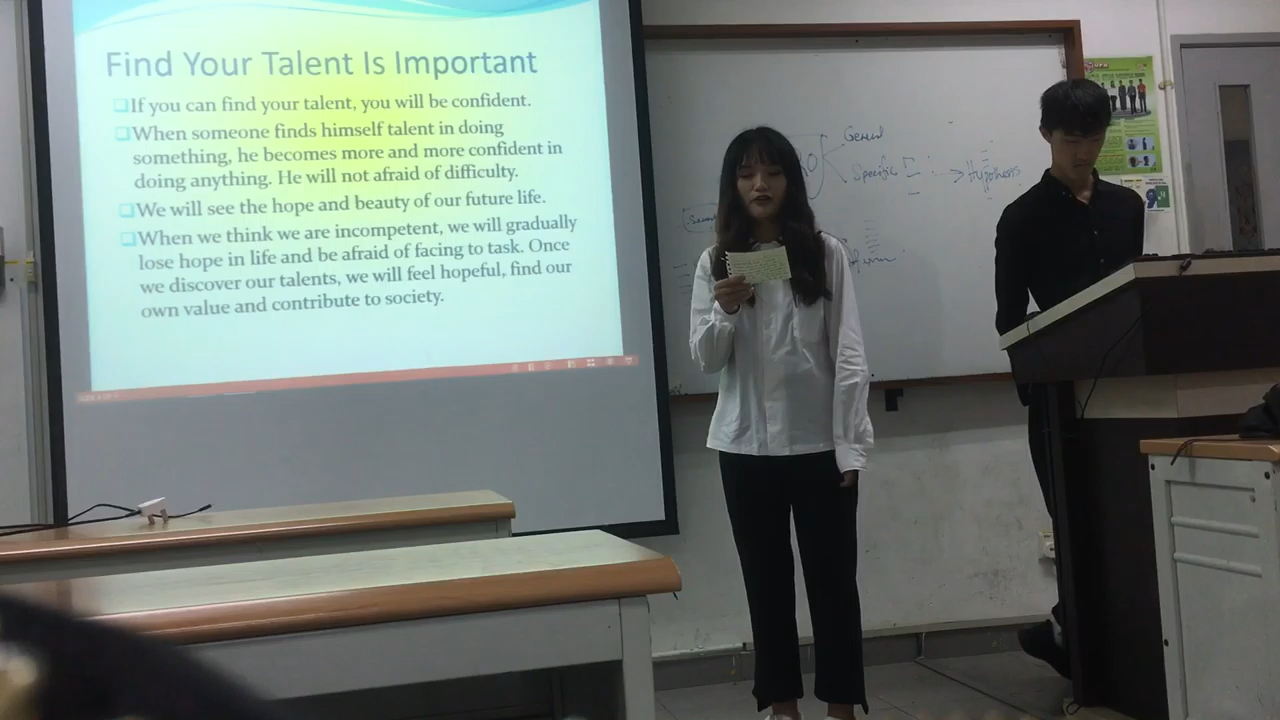 Find Your Talent Is Important
If you can find your talent, you will be confident.
When someone finds himself talent in doing
something, he becomes more and more confident in
doing anything. He will not afraid of difficulty.
We will see the hope and beauty of our future life.
When we think we are incompetent, we will gradually
lose hope in life and be afraid of facing to task. Once
we discover our talents, we will feel hopeful, find our
own value and contribute to society.
General
Specific
Hypothesis